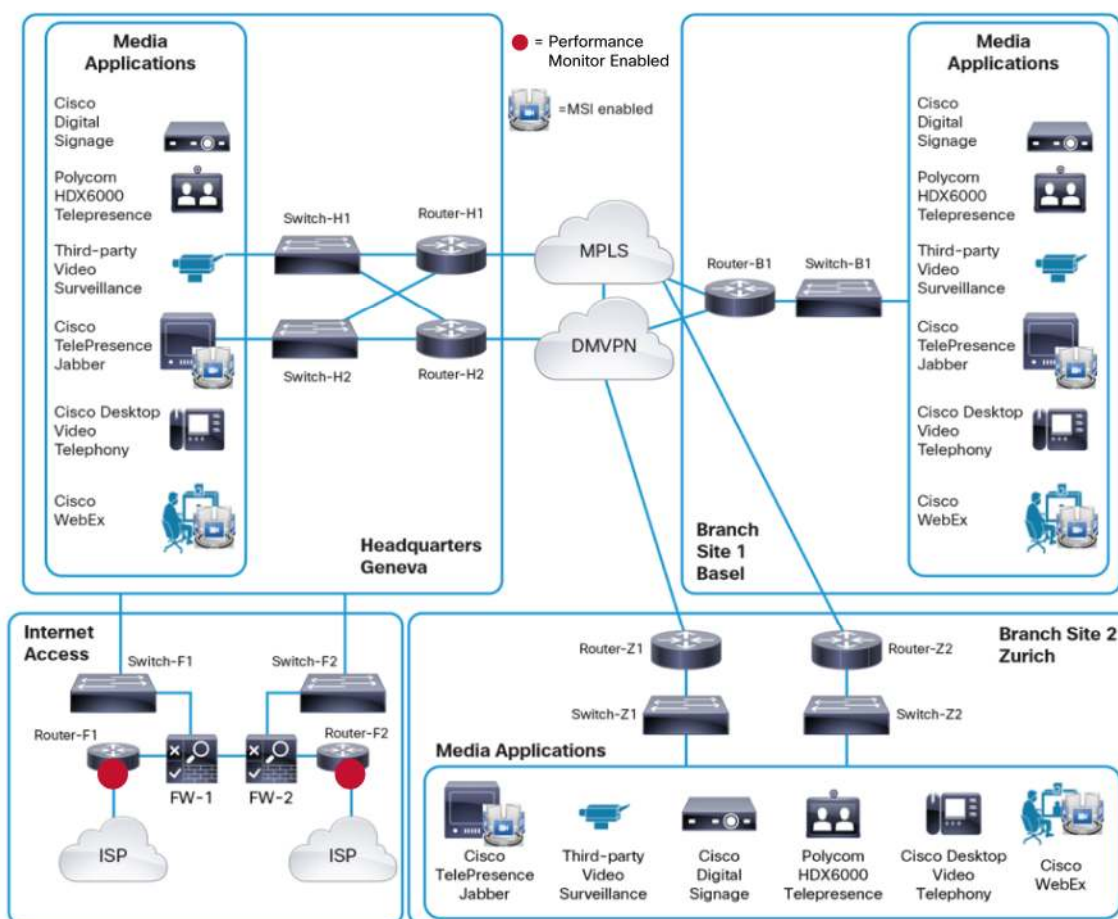 Media
Applications
Cisco
Digital
Signage
Polycom
HDX6000
Telepresence
Third-party
Video
Surveillance
Cisco
TelePresence
Jabber
Cisco Desktop
Video
Telephony
Cisco
WebEx
Switch-H1
Router-H1
Switch-H2
Router-H2
Headquarters
Geneva
= Performance
Monitor Enabled
=MSI enabled
MPLS
DMVPN
Router-B1
Switch-B1
Media
Applications
Cisco
Digital
Signage
Polycom
HDX6000
Telepresence
Third-party
Video
Surveillance
Cisco
TelePresence
Jabber
Cisco Desktop
Video
Telephony
Cisco
WebEx
Branch
Site 1
Basel
Internet
Access
Switch-F1
Switch-F2
Router-F1
Router-F2
FW-1
FW-2
ISP
ISP
Branch Site 2
Zurich
Router-Z1
Router-Z2
Switch-Z1
Switch-Z2
Media Applications
Cisco
TelePresence
Jabber
Third-party
Video
Surveillance
Cisco
Digital
Signage
Polycom
HDX6000
Telepresence
Cisco Desktop
Video
Telephony
Cisco
WebEx